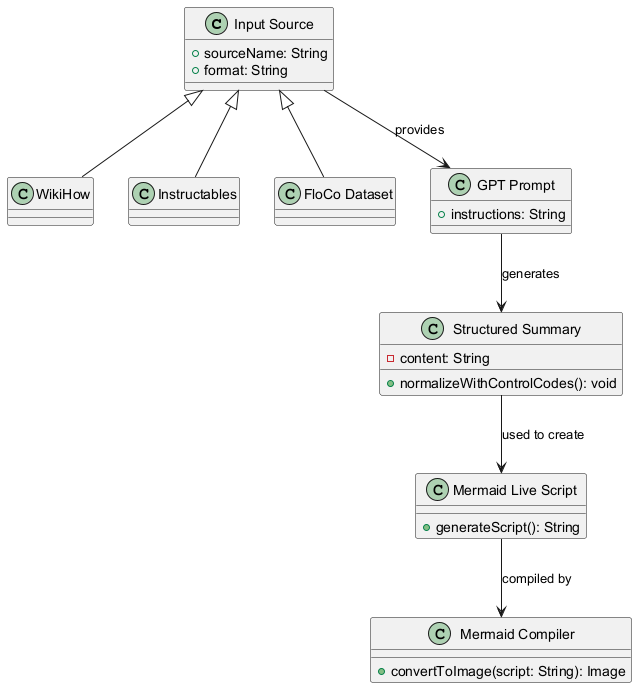 C Input Source
sourceName: String
format: String
provides
C WikiHow
C Instructables
C FloCo Dataset
C GPT Prompt
instructions: String
generates
C Structured Summary
content: String
normalizeWithControlCodes(): void
used to create
C Mermaid Live Script
generateScript(): String
compiled by
C Mermaid Compiler
convertToImage(script: String): Image